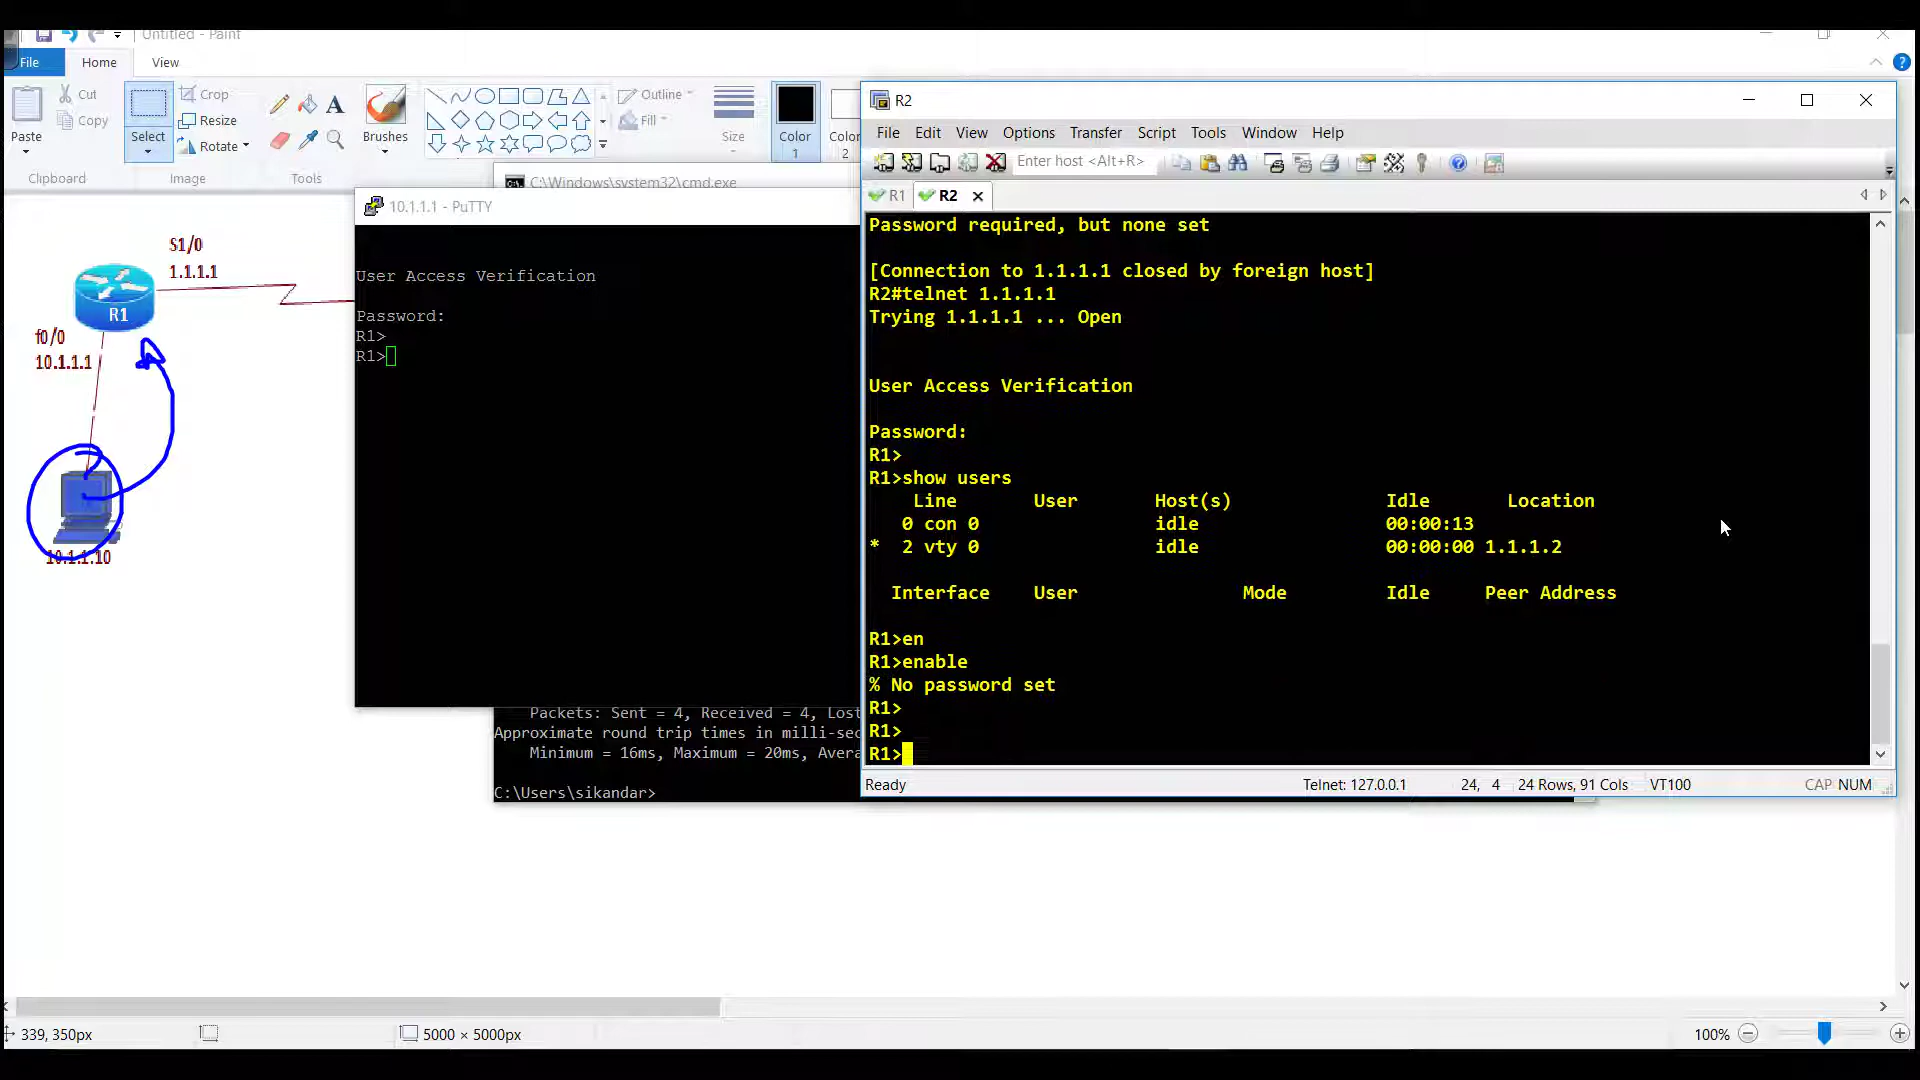 Untitled - Paint
File
Home
View
Cut
Copy
Paste
Clipboard
Select
Crop
Resize
Rotate
Image
Tools
Brushes
Outline
Fill
Size
Color
1
Color
2
C:\Windows\system32\cmd.exe
10.1.1.1 - PuTTY
User Access Verification
Password:
R1>
R1>
S1/0
1.1.1.1
R1
f0/0
10.1.1.1
10.1.1.10
Packets: Sent = 4, Received = 4, Lost
Approximate round trip times in milli-sec
Minimum = 16ms, Maximum = 20ms, Avera
C:\Users\sikandar>
R2
File Edit View Options Transfer Script Tools Window Help
Enter host <Alt+R>
R1
R2
Password required, but none set
[Connection to 1.1.1.1 closed by foreign host]
R2#telnet 1.1.1.1
Trying 1.1.1.1 ... Open
User Access Verification
Password:
R1>
R1>show users
Line User Host(s) Idle Location
0 con 0 idle 00:00:13
* 2 vty 0 idle 00:00:00 1.1.1.2
Interface User Mode Idle Peer Address
R1>en
R1>enable
% No password set
R1>
R1>
R1>
Ready
Telnet: 127.0.0.1
24, 4
24 Rows, 91 Cols
VT100
CAP NUM
339, 350px
5000 × 5000px
100%